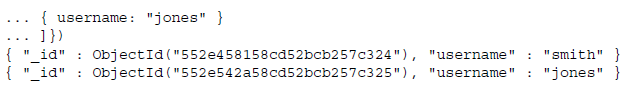 ... { username: "jones" }
... ]})
{ "_id" : ObjectId("552e458158cd52bcb257c324"), "username" : "smith" }
{ "_id" : ObjectId("552e542a58cd52bcb257c325"), "username" : "jones" }